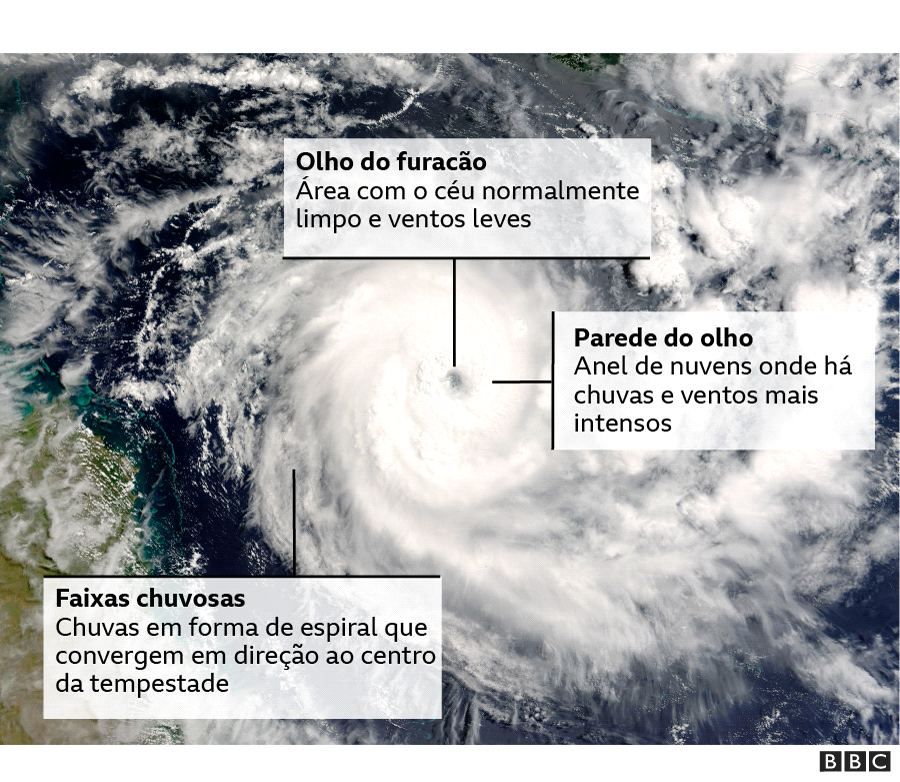 Olho do furacão
Área com o céu normalmente
limpo e ventos leves
Parede do olho
Anel de nuvens onde há
chuvas e ventos mais
intensos
Faixas chuvosas
Chuvas em forma de espiral que
convergem em direção ao centro
da tempestade
BBC